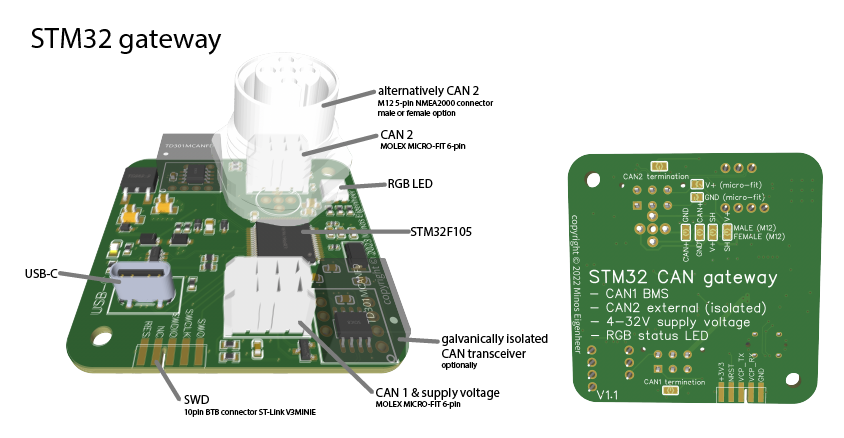 STM32 gateway
alternatively CAN 2
M12 5-pin NMEA2000 connector
male or female option
CAN 2
MOLEX MICRO-FIT 6-pin
RGB LED
STM32F105
USB-C
galvanically isolated
CAN transceiver
optionally
CAN 1 & supply voltage
MOLEX MICRO-FIT 6-pin
SWD
10pin BTB connector ST-Link V3MINIE
TD301MCANFD
USB-
RES
NC
SWDIO
SWCLK
SWO
CAN2 termination
V+ (micro-fit)
GND (micro-fit)
GND
CAN+
SH
V+
MALE (M12)
FEMALE (M12)
CAN+
GND
V+
SH
copyright © 2022 Minos Eigenheer
STM32 CAN gateway
- CAN1 BMS
- CAN2 external (isolated)
- 4-32V supply voltage
- RGB status LED
CAN1 termination
+3V3
NRST
VCP_TX
VCP_RX
GND
V1.1